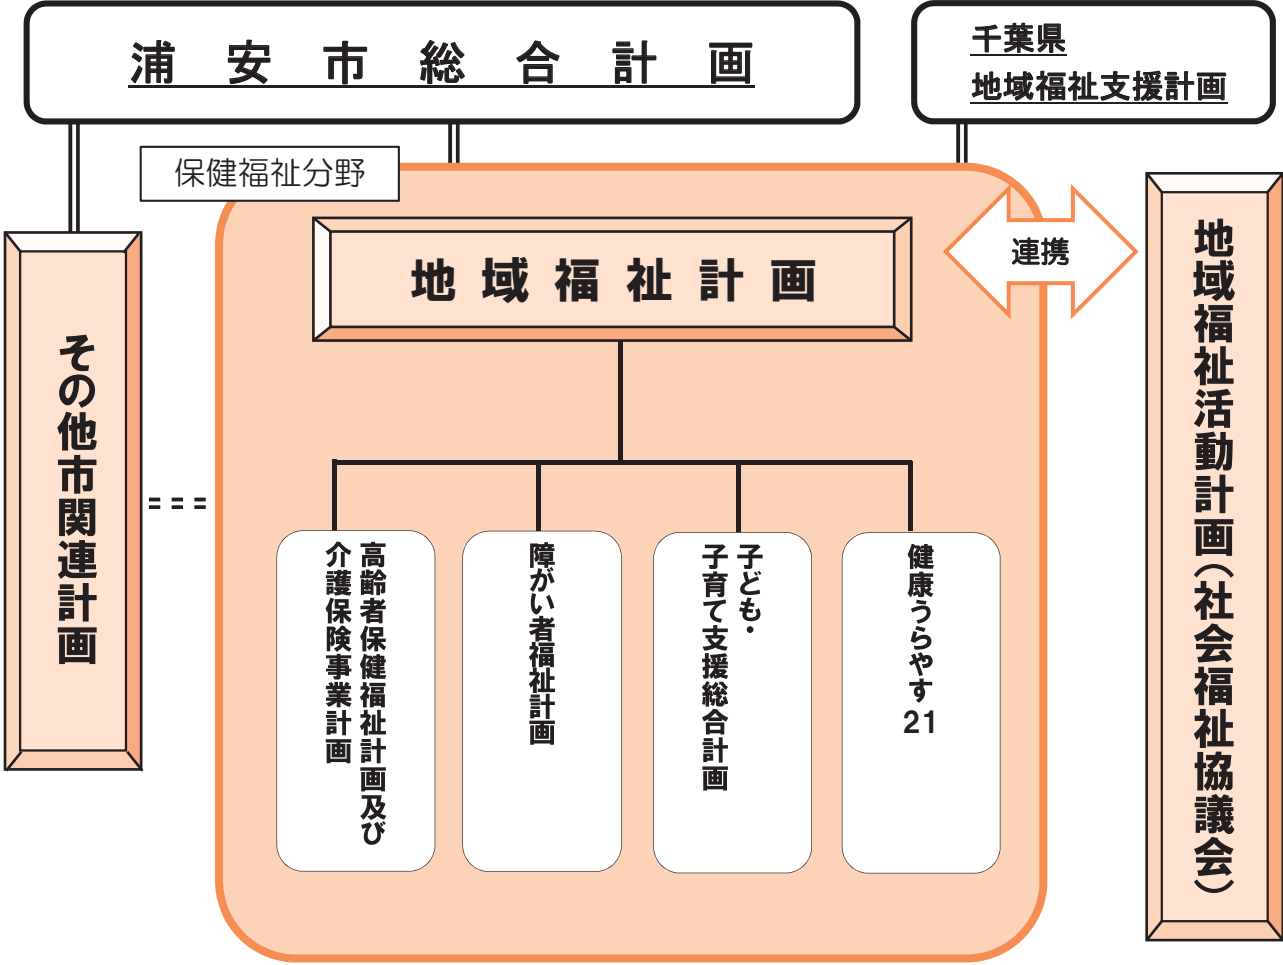 浦安市総合計画
千葉県
地域福祉支援計画
保健福祉分野
地域福祉計画
連携
その他市関連計画
高齢者保健福祉計画及び
介護保険事業計画
障がい者福祉計画
子ども・
子育て支援総合計画
健康うらやす21
地域福祉活動計画（社会福祉協議会）